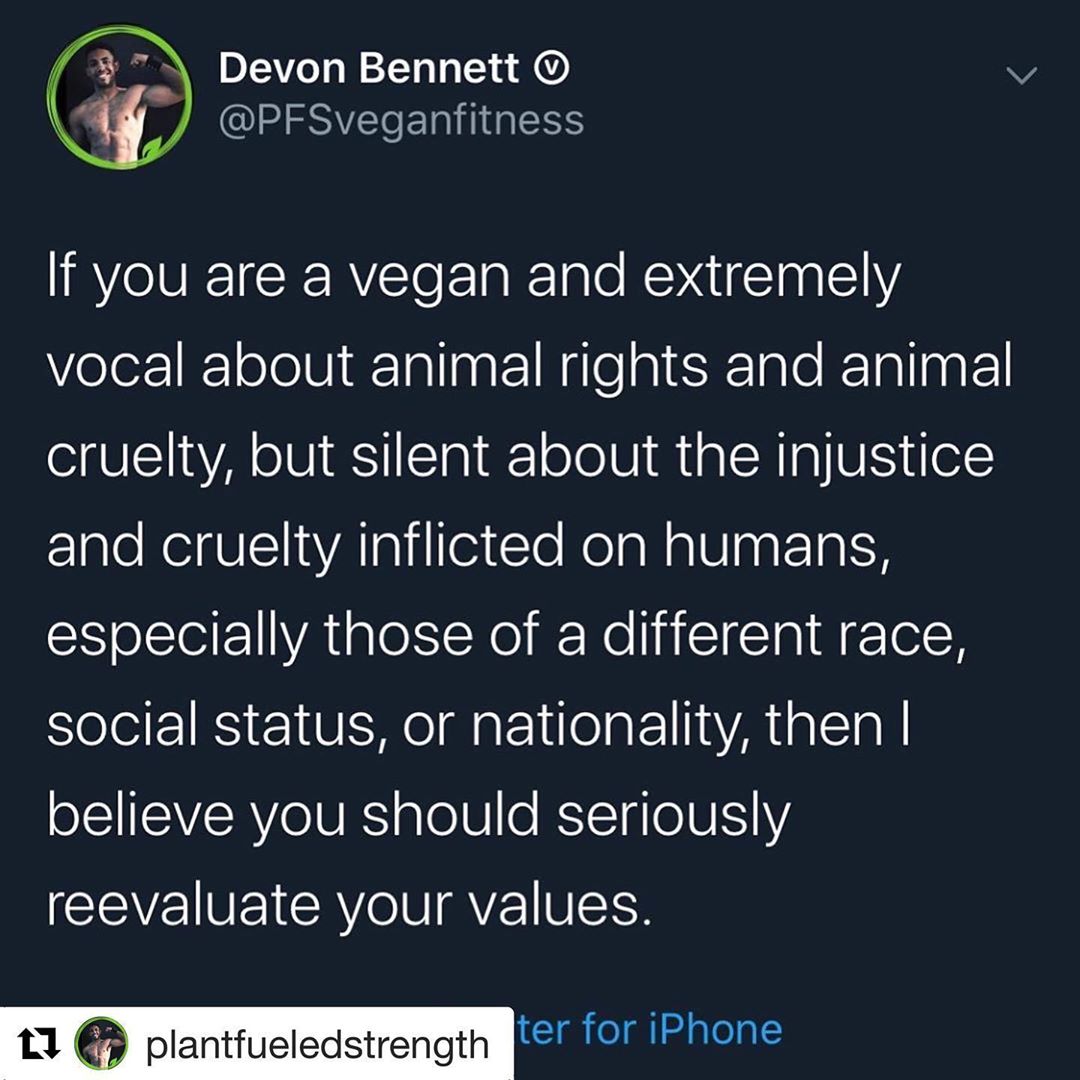 Devon Bennett Ⓥ
@PFSveganfitness
If you are a vegan and extremely
vocal about animal rights and animal
cruelty, but silent about the injustice
and cruelty inflicted on humans,
especially those of a different race,
social status, or nationality, then I
believe you should seriously
reevaluate your values.
ter for iPhone
plantfueledstrength